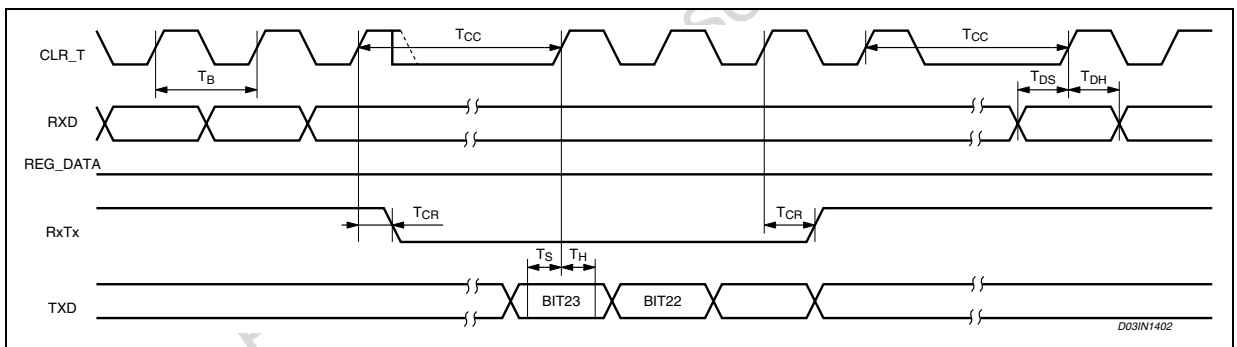 CLR_T
TCC
TCC
TB
TDS
TDH
RXD
REG_DATA
RxTx
TCR
TCR
TS
TH
TXD
BIT23
BIT22
D03IN1402